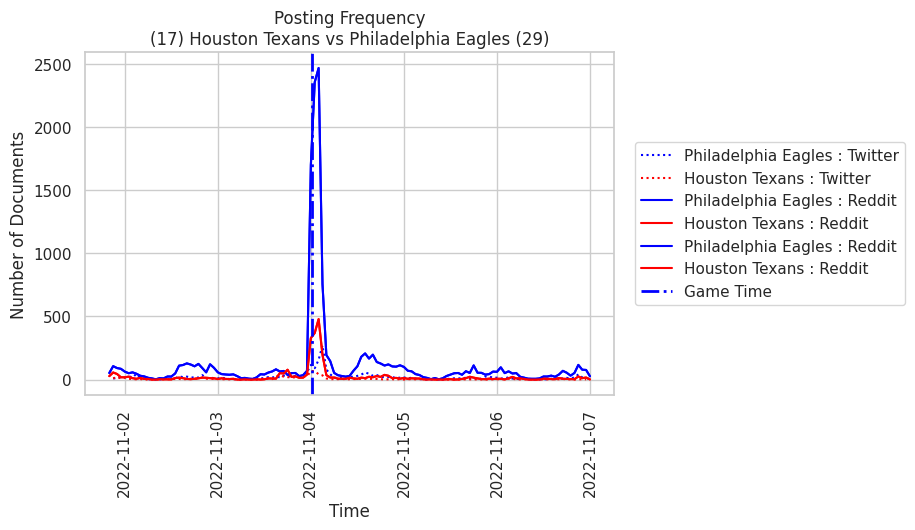 Posting Frequency
(17) Houston Texans vs Philadelphia Eagles (29)
Number of Documents
2500
2000
1500
1000
500
0
2022-11-02
2022-11-03
2022-11-04
2022-11-05
2022-11-06
2022-11-07
Time
Philadelphia Eagles : Twitter
Houston Texans : Twitter
Philadelphia Eagles : Reddit
Houston Texans : Reddit
Philadelphia Eagles : Reddit
Houston Texans : Reddit
Game Time